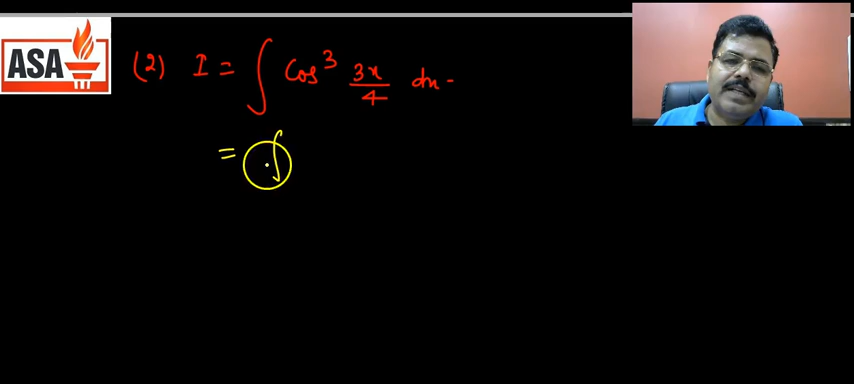 ASA
(2) I = ∫ cos³ 3x/4 dx.
= ∫